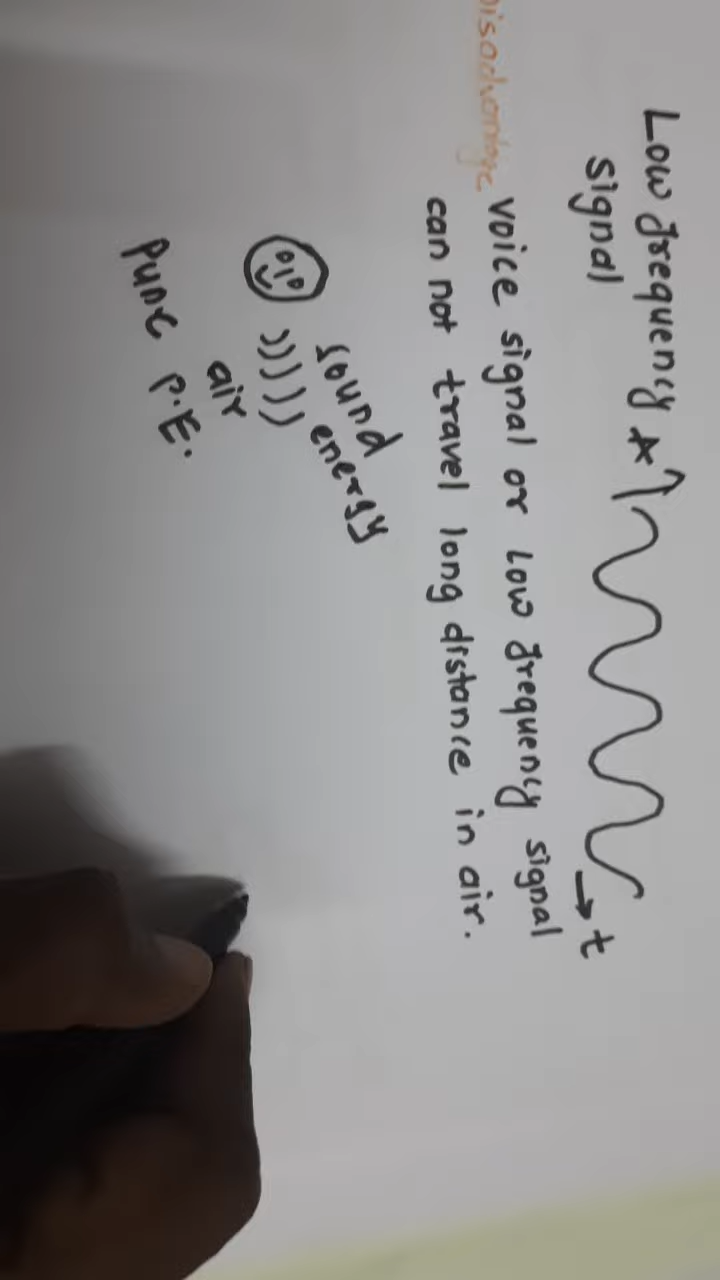 Low frequency
signal
A
t
Disadvantage
voice signal or Low frequency signal
can not travel long distance in air.
sound
energy
air
Pune P.E.